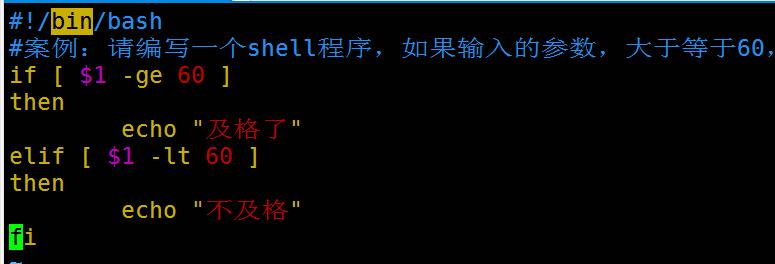 #!/bin/bash
#案例：请编写一个shell程序，如果输入的参数，大于等于60，
if [ $1 -ge 60 ]
then
        echo "及格了"
elif [ $1 -lt 60 ]
then
        echo "不及格"
fi
~